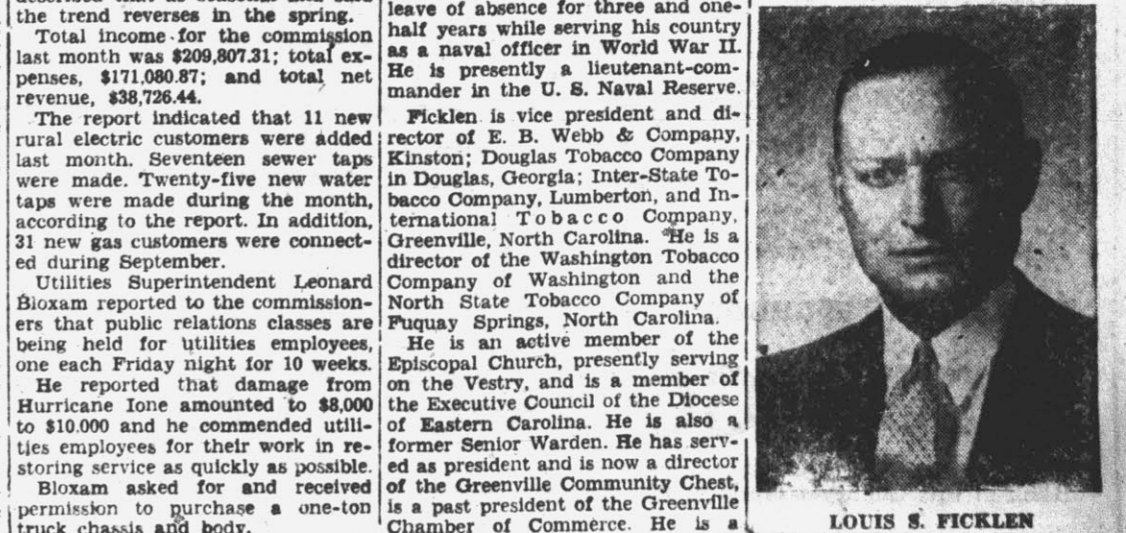 the trend reverses in the spring.
Total income for the commission
last month was $209,807.31; total ex-
penses, $171,080.87; and total net
revenue, $38,726.44.
The report indicated that 11 new
rural electric customers were added
last month. Seventeen sewer taps
were made. Twenty-five new water
taps were made during the month,
according to the report. In addition,
31 new gas customers were connect-
ed during September.
Utilities Superintendent Leonard
Bloxam reported to the commission-
ers that public relations classes are
being held for utilities employees,
one each Friday night for 10 weeks.
He reported that damage from
Hurricane Ione amounted to $8,000
to $10.000 and he commended utili-
ties employees for their work in re-
storing service as quickly as possible.
Bloxam asked for and received
permission to purchase a one-ton
truck chassis and body.
leave of absence for three and one-
half years while serving his country
as a naval officer in World War II.
He is presently a lieutenant-com-
mander in the U. S. Naval Reserve.
Ficklen is vice president and di-
rector of E. B. Webb & Company,
Kinston; Douglas Tobacco Company
in Douglas, Georgia; Inter-State To-
bacco Company, Lumberton, and In-
ternational Tobacco Company,
Greenville, North Carolina. He is a
director of the Washington Tobacco
Company of Washington and the
North State Tobacco Company of
Fuquay Springs, North Carolina.
He is an active member of the
Episcopal Church, presently serving
on the Vestry, and is a member of
the Executive Council of the Diocese
of Eastern Carolina. He is also a
former Senior Warden. He has serv-
ed as president and is now a director
of the Greenville Community Chest,
is a past president of the Greenville
Chamber of Commerce. He is a
LOUIS S. FICKLEN